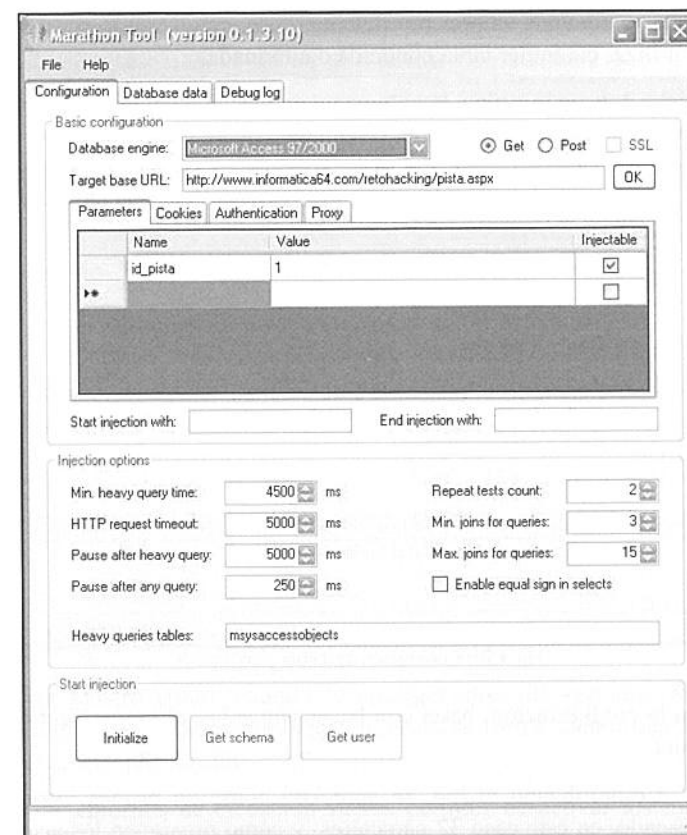 Marathon Tool (version 0.1.3.10)
File Help
Configuration Database data Debug log
Basic configuration
Database engine: Microsoft Access 97/2000 Get Post SSL
Target base URL: http://www.informatica64.com/retohacking/pista.aspx OK
Parameters Cookies Authentication Proxy
Name Value Injectable
id_pista 1
Start injection with: End injection with:
Injection options
Min. heavy query time: 4500 ms Repeat tests count: 2
HTTP request timeout: 5000 ms Min. joins for queries: 3
Pause after heavy query: 5000 ms Max. joins for queries: 15
Pause after any query: 250 ms Enable equal sign in selects
Heavy queries tables: msysaccessobjects
Start injection
Initialize Get schema Get user